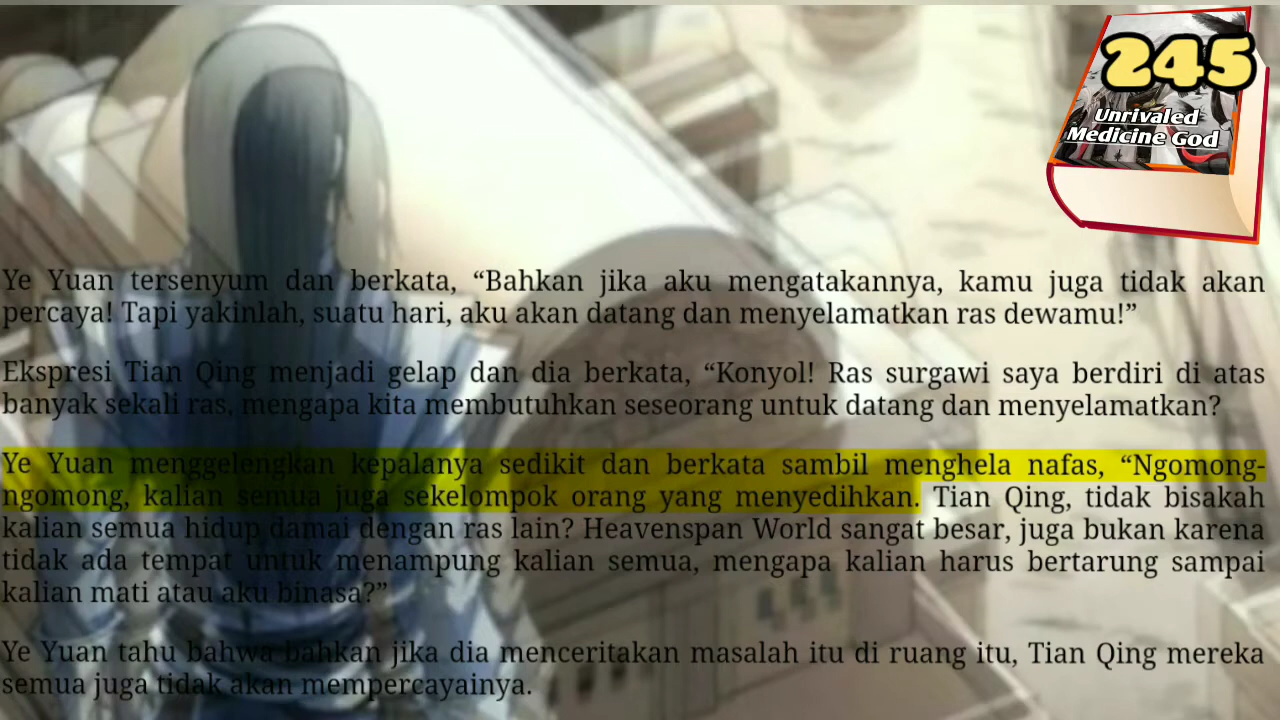 245
Unrivaled
Medicine God
Ye Yuan tersenyum dan berkata, “Bahkan jika aku mengatakannya, kamu juga tidak akan
percaya! Tapi yakinlah, suatu hari, aku akan datang dan menyelamatkan ras dewamu!”
Ekspresi Tian Qing menjadi gelap dan dia berkata, “Konyol! Ras surgawi saya berdiri di atas
banyak sekali ras, mengapa kita membutuhkan seseorang untuk datang dan menyelamatkan?
Ye Yuan menggelengkan kepalanya sedikit dan berkata sambil menghela nafas, “Ngomong-
ngomong, kalian semua juga sekelompok orang yang menyedihkan. Tian Qing, tidak bisakah
kalian semua hidup damai dengan ras lain? Heavenspan World sangat besar, juga bukan karena
tidak ada tempat untuk menampung kalian semua, mengapa kalian harus bertarung sampai
kalian mati atau aku binasa?”
Ye Yuan tahu bahwa bahkan jika dia menceritakan masalah itu di ruang itu, Tian Qing mereka
semua juga tidak akan mempercayainya.